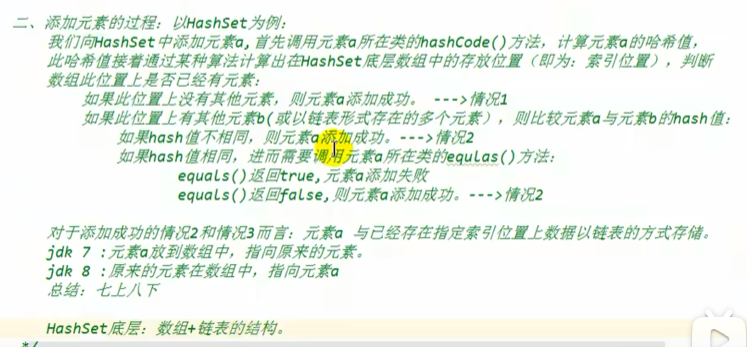 二、添加元素的过程：以HashSet为例：
我们向HashSet中添加元素a,首先调用元素a所在类的hashCode()方法，计算元素a的哈希值，
此哈希值接着通过某种算法计算出在HashSet底层数组中的存放位置（即为：索引位置），判断
数组此位置上是否已经有元素：
如果此位置上没有其他元素，则元素a添加成功。 --->情况1
如果此位置上有其他元素b(或以链表形式存在的多个元素），则比较元素a与元素b的hash值：
如果hash值不相同，则元素a添加成功。--->情况2
如果hash值相同，进而需要调用元素a所在类的equlas()方法：
equals()返回true,元素a添加失败
equals()返回false,则元素a添加成功。--->情况2
对于添加成功的情况2和情况3而言：元素a 与已经存在指定索引位置上数据以链表的方式存储。
jdk 7 :元素a放到数组中，指向原来的元素。
jdk 8 :原来的元素在数组中，指向元素a
总结：七上八下
HashSet底层：数组+链表的结构。
*/